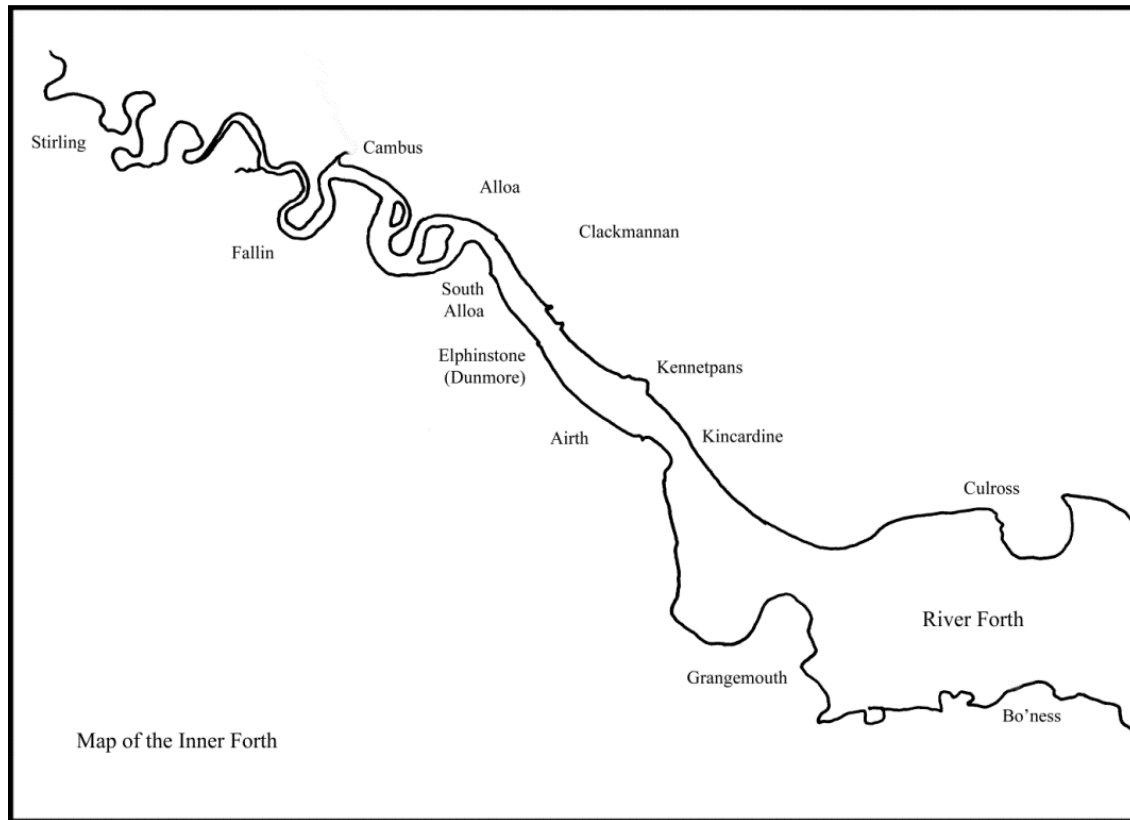 Stirling
Cambus
Alloa
Clackmannan
Fallin
South
Alloa
Elphinstone
(Dunmore)
Kennetpans
Airth
Kincardine
Culross
River Forth
Grangemouth
Bo’ness
Map of the Inner Forth